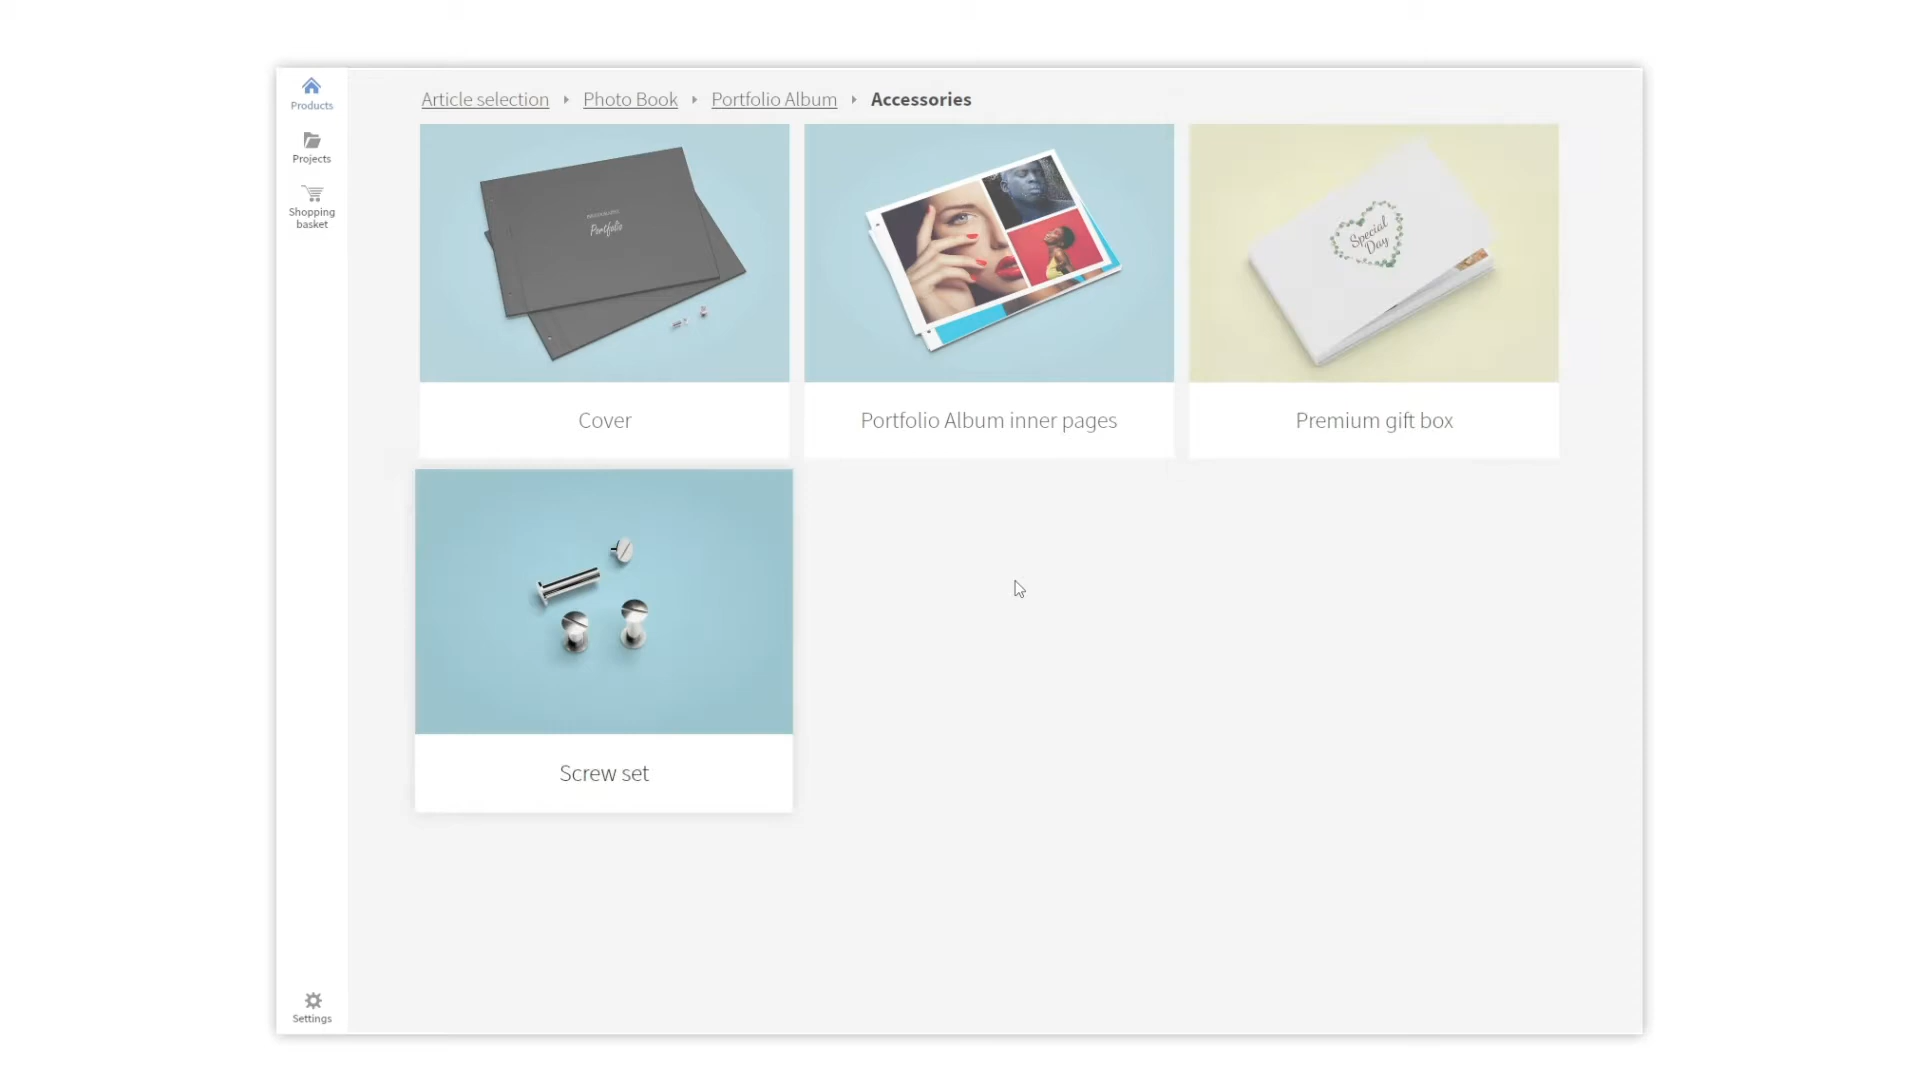 Products
Projects
Shopping
basket
Settings
Article selection Photo Book Portfolio Album Accessories
Portfolio
Cover
Portfolio Album inner pages
Special
Day
Premium gift box
Screw set